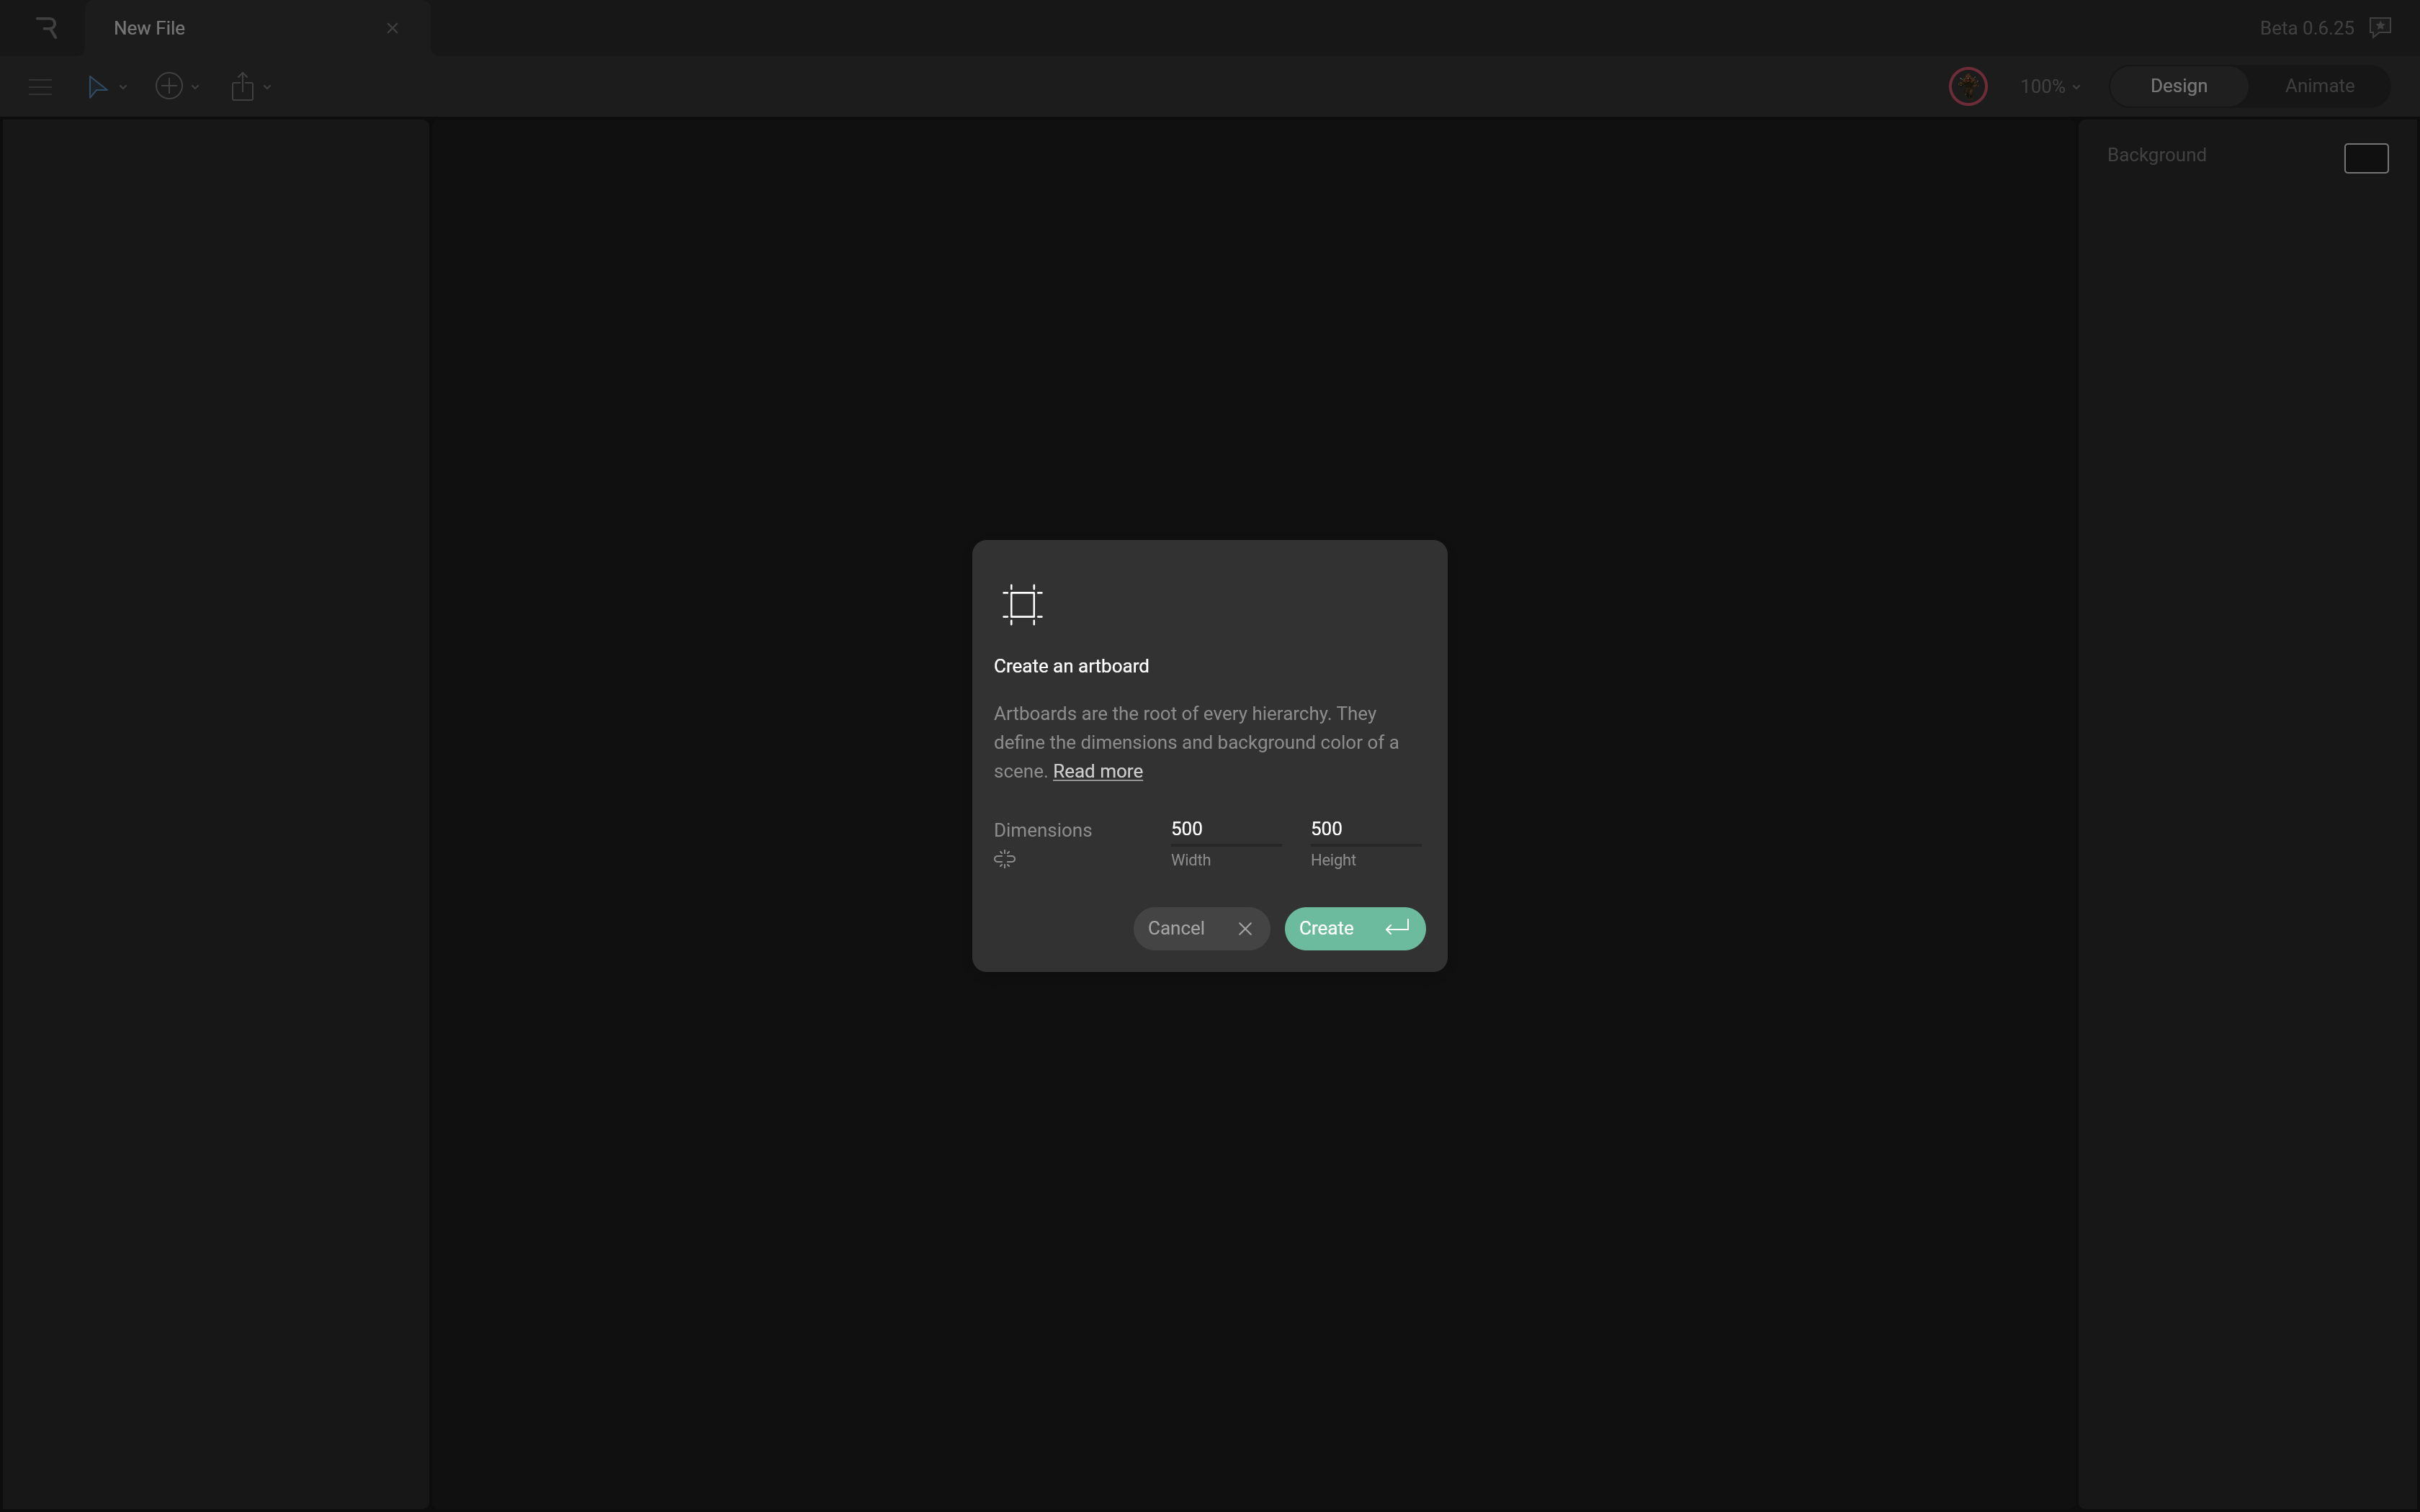 New File
Beta 0.6.25
100%
Design
Animate
Background
Create an artboard
Artboards are the root of every hierarchy. They
define the dimensions and background color of a
scene. Read more
Dimensions
500
500
Width
Height
Cancel
Create